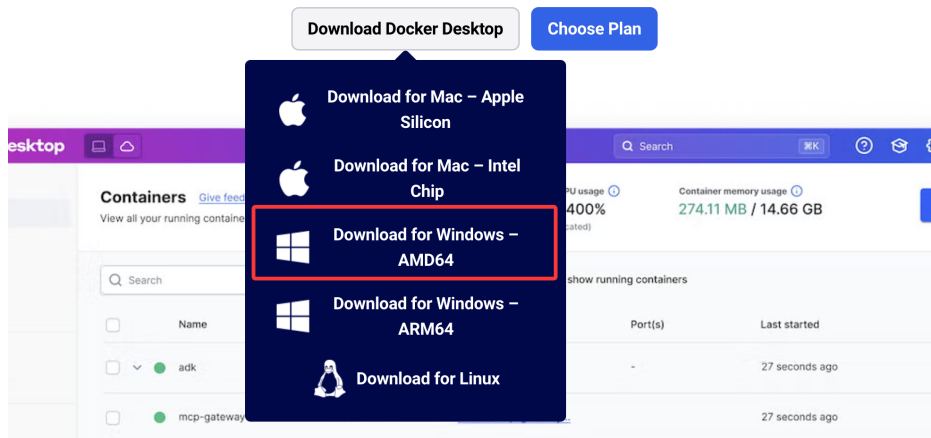 Download Docker Desktop
Choose Plan
Download for Mac – Apple
Silicon
Download for Mac – Intel
Chip
Download for Windows –
AMD64
Download for Windows –
ARM64
Download for Linux
esktop
Search
⌘K
Containers
Give feed
View all your running containe
PU usage
400%
cated)
Container memory usage
274.11 MB / 14.66 GB
Search
show running containers
Name
Port(s)
Last started
adk
-
27 seconds ago
mcp-gateway
27 seconds ago